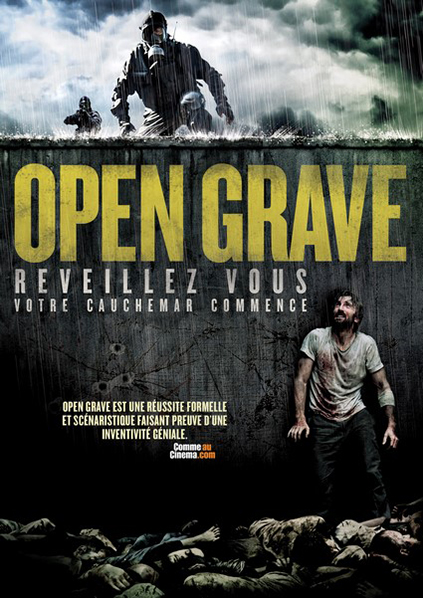 OPEN GRAVE
REVEILLEZ VOUS
VOTRE CAUCHEMAR COMMENCE
OPEN GRAVE EST UNE RÉUSSITE FORMELLE
ET SCÉNARISTIQUE FAISANT PREUVE D'UNE
INVENTIVITÉ GÉNIALE.
Comme au
Cinema.com